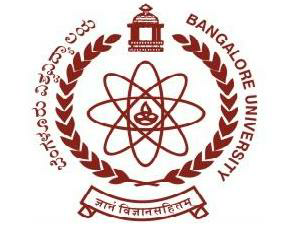 ಬೆಂಗಳೂರು ವಿಶ್ವವಿದ್ಯಾಲಯ
BANGALORE UNIVERSITY
ज्ञानं विज्ञानसहितम्